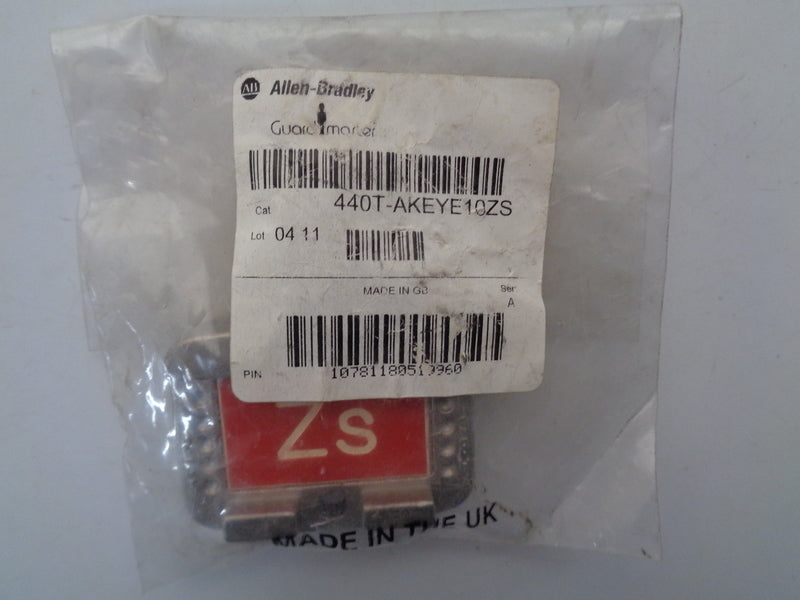 AB Allen-Bradley
Guardmaster
Cat 440T-AKEYE10ZS
Lot 04 11
MADE IN GB
Ser
A
PIN
Zs
MADE IN THE UK